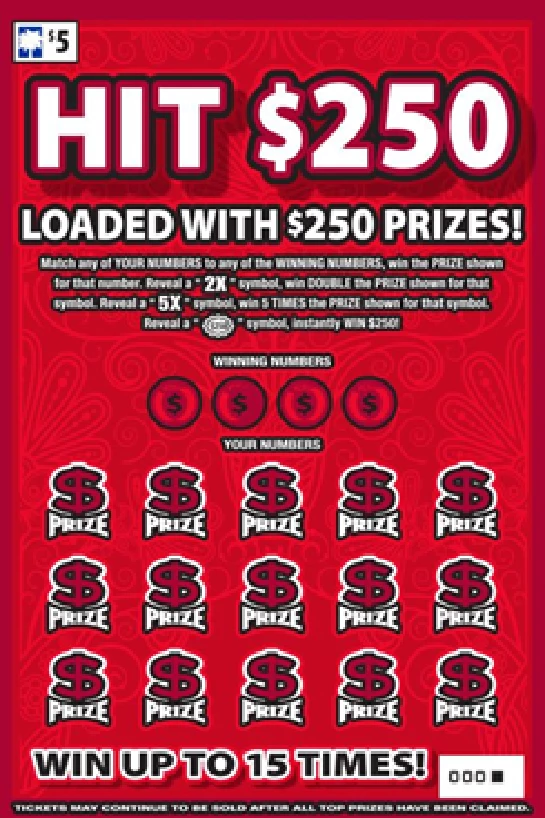 $5
HIT $250
LOADED WITH $250 PRIZES!
Match any of YOUR NUMBERS to any of the WINNING NUMBERS, win the PRIZE shown
for that number. Reveal a " 2X " symbol, win DOUBLE the PRIZE shown for that
symbol. Reveal a " 5X " symbol, win 5 TIMES the PRIZE shown for that symbol.
Reveal a " " symbol, instantly WIN $250!
WINNING NUMBERS
$ $ $ $
YOUR NUMBERS
$ $ $ $ $
PRIZE PRIZE PRIZE PRIZE PRIZE
$ $ $ $ $
PRIZE PRIZE PRIZE PRIZE PRIZE
$ $ $ $ $
PRIZE PRIZE PRIZE PRIZE PRIZE
WIN UP TO 15 TIMES!
000
TICKETS MAY CONTINUE TO BE SOLD AFTER ALL TOP PRIZES HAVE BEEN CLAIMED.